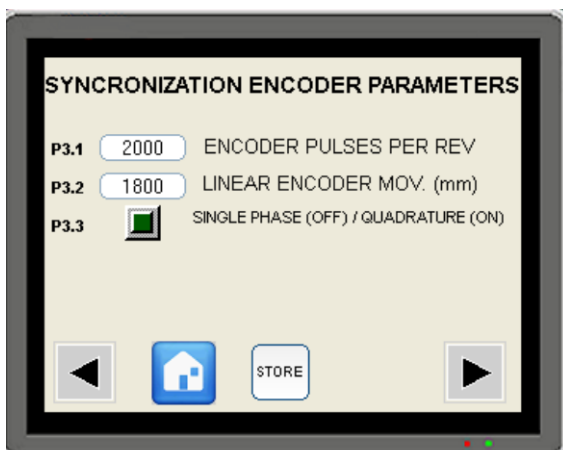 SYNCRONIZATION ENCODER PARAMETERS
P3.1 2000 ENCODER PULSES PER REV
P3.2 1800 LINEAR ENCODER MOV. (mm)
P3.3 SINGLE PHASE (OFF) / QUADRATURE (ON)
STORE